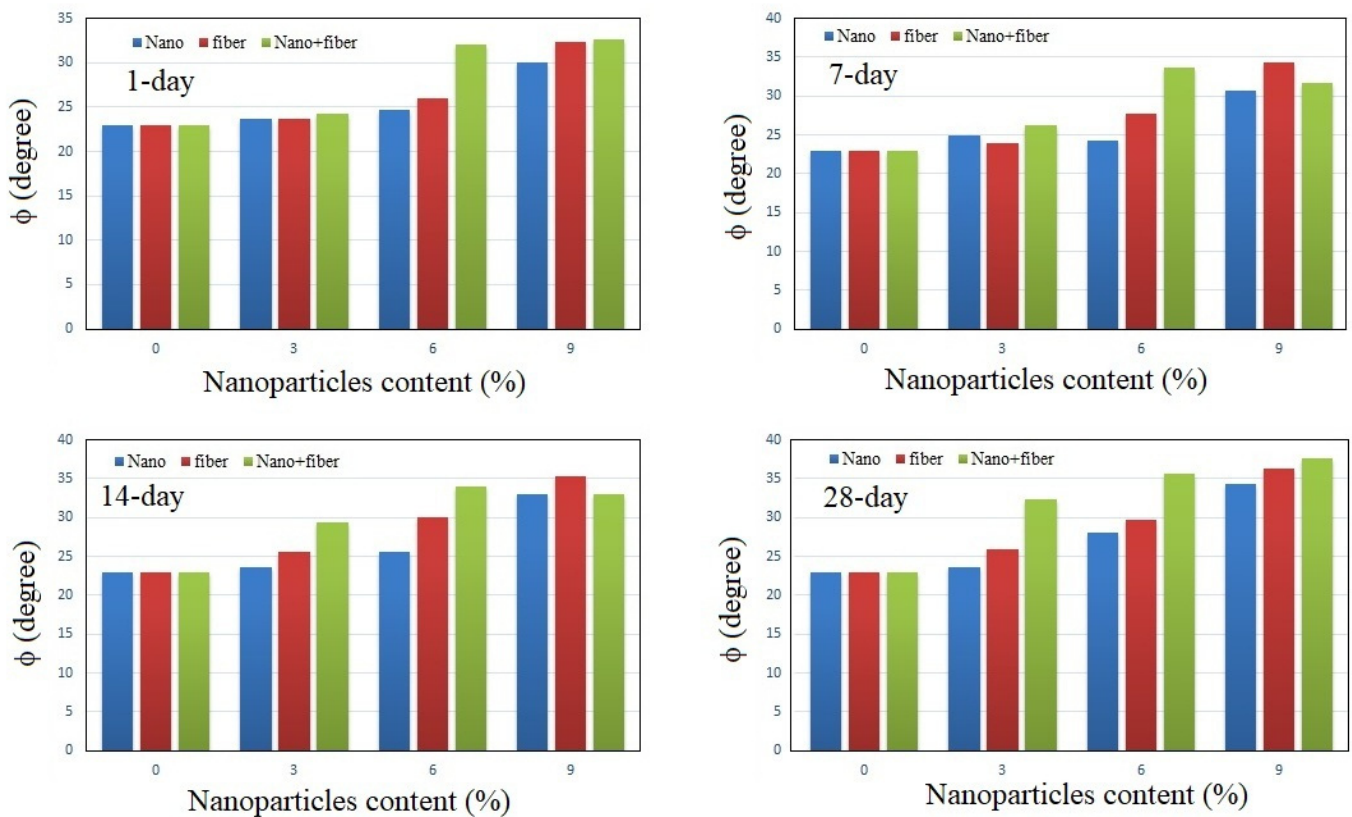 35
30
25
20
15
10
5
0
Nano fiber Nano+fiber
1-day
ϕ (degree)
0 3 6 9
Nanoparticles content (%)
40
35
30
25
20
15
10
5
0
Nano fiber Nano+fiber
7-day
ϕ (degree)
0 3 6 9
Nanoparticles content (%)
40
35
30
25
20
15
10
5
0
Nano fiber Nano+fiber
14-day
ϕ (degree)
0 3 6 9
Nanoparticles content (%)
40
35
30
25
20
15
10
5
0
Nano fiber Nano+fiber
28-day
ϕ (degree)
0 3 6 9
Nanoparticles content (%)